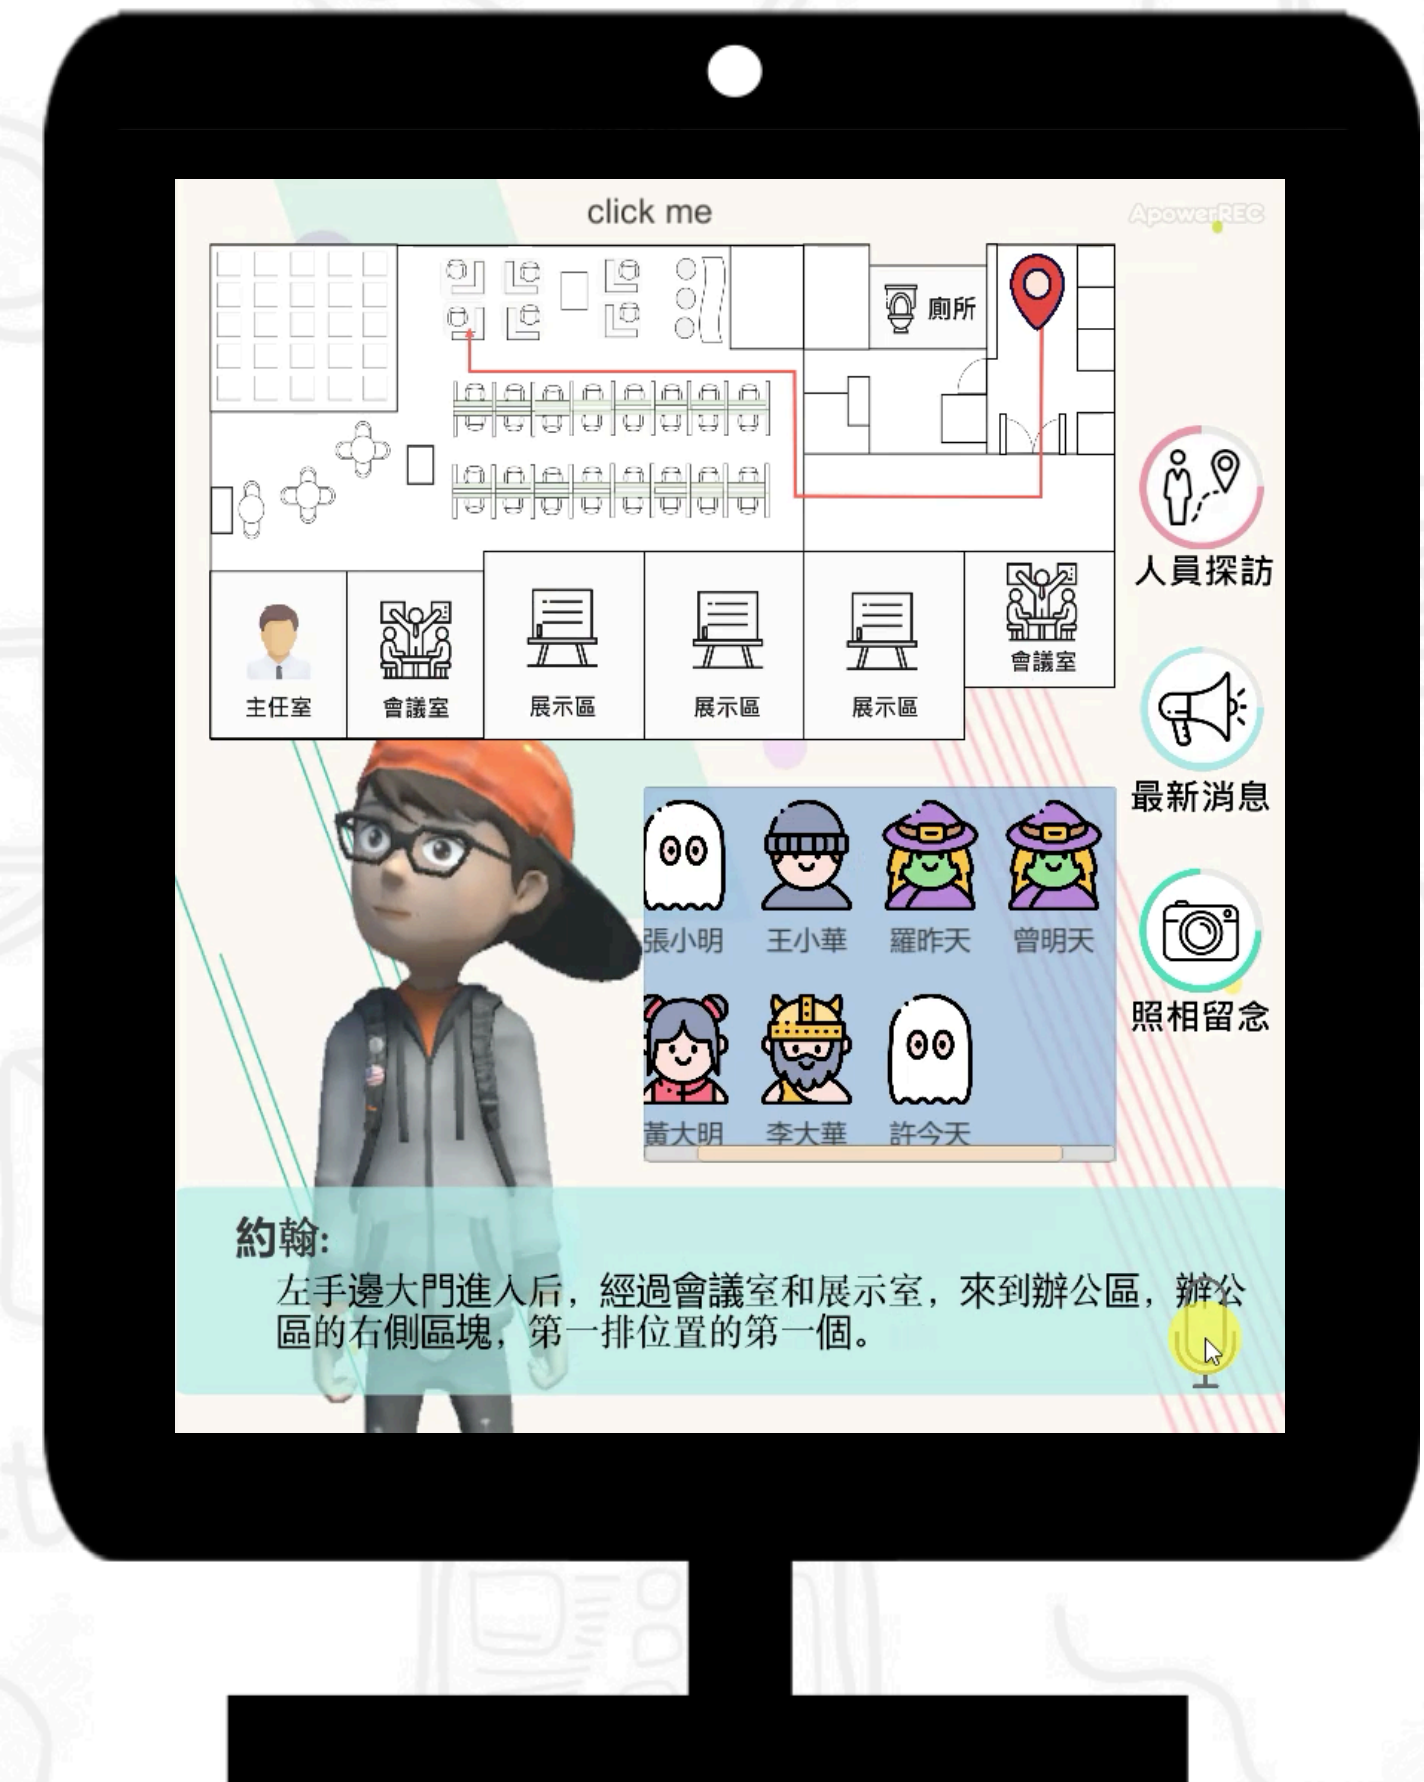 click me
ApowerREC
廁所
會議室
主任室
會議室
展示區
展示區
展示區
人員探訪
最新消息
照相留念
張小明
王小華
羅昨天
曾明天
黃大明
李大華
許今天
約翰:
左手邊大門進入后，經過會議室和展示室，來到辦公區，辦公
區的右側區塊，第一排位置的第一個。